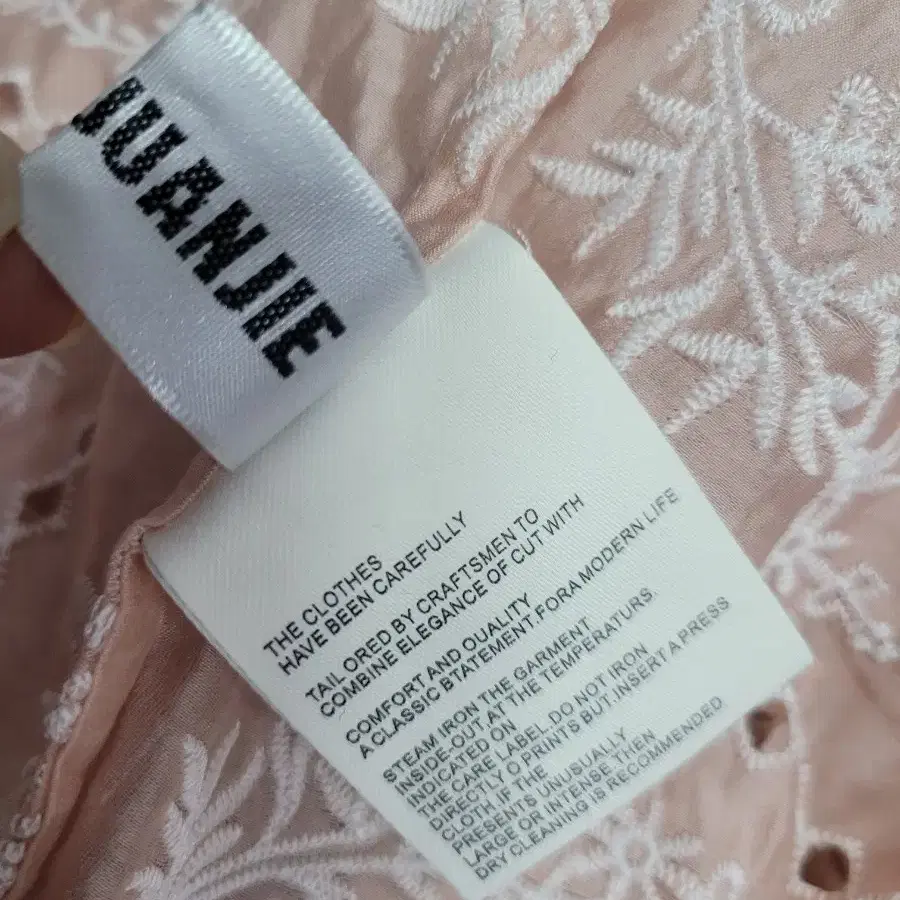 JUANJIE
THE CLOTHES
HAVE BEEN CAREFULLY
TAIL ORED BY CRAFTSMEN TO
COMBINE ELEGANCE OF CUT WITH
COMFORT AND QUALITY
A CLASSIC BTATEMENT.FORA MODERN LIFE
STEAM IRON THE GARMENT
INSIDE-OUT AT THE TEMPERATURS.
INDICATED ON
THE CARE LABEL. DO NOT IRON
DIRECTLY O PRINTS BUT.INSERT A PRESS
CLOTH.IF THE
PRESENTS UNUSUALLY
LARGE OR INTENSE THEN
DRY CLEANING IS RECOMMENDED